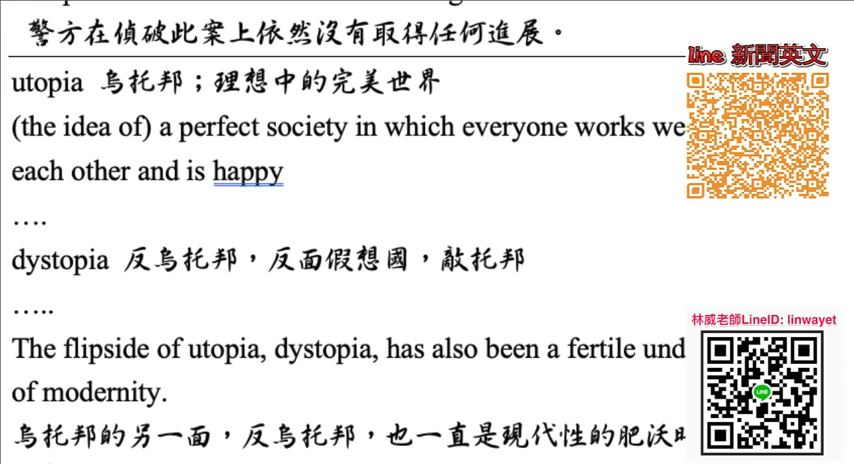 警方在偵破此案上依然沒有取得任何進展。
line 新聞英文
utopia 烏托邦；理想中的完美世界
(the idea of) a perfect society in which everyone works we
each other and is happy
….
dystopia 反烏托邦，反面假想國，敵托邦
…..
林威老師LineID: linwayet
LINE
The flipside of utopia, dystopia, has also been a fertile und
of modernity.
烏托邦的另一面，反烏托邦，也一直是現代性的肥沃